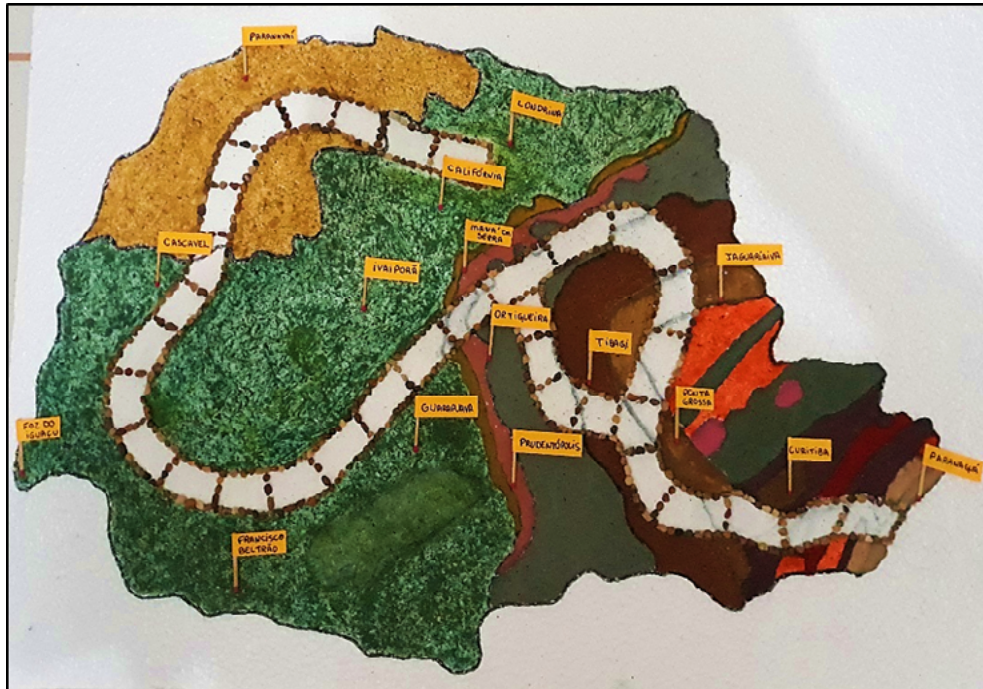 PARANAVAÍ
LONDRINA
CALIFÓRNIA
MAUÁ DA
SERRA
CASCAVEL
IVAIPORÃ
JAGUARIAÍVA
ORTIGUEIRA
TIBAGI
PONTA
GROSSA
GUARAPUAVA
FOZ DO
IGUAÇU
PRUDENTÓPOLIS
CURITIBA
PARANAGUÁ
FRANCISCO
BELTRÃO